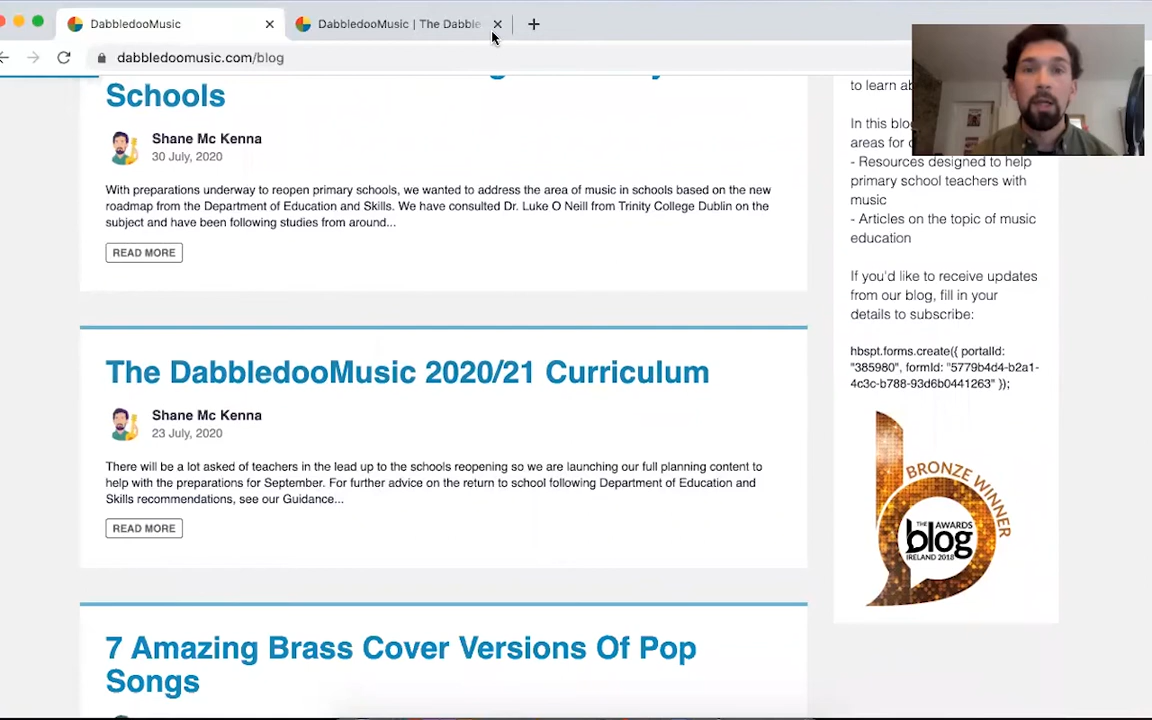 DabbledooMusic
DabbledooMusic | The Dabble
dabbledoomusic.com/blog
Schools
Shane Mc Kenna
30 July, 2020
With preparations underway to reopen primary schools, we wanted to address the area of music in schools based on the new
roadmap from the Department of Education and Skills. We have consulted Dr. Luke O Neill from Trinity College Dublin on the
subject and have been following studies from around...
READ MORE
The DabbledooMusic 2020/21 Curriculum
Shane Mc Kenna
23 July, 2020
There will be a lot asked of teachers in the lead up to the schools reopening so we are launching our full planning content to
help with the preparations for September. For further advice on the return to school following Department of Education and
Skills recommendations, see our Guidance...
READ MORE
7 Amazing Brass Cover Versions Of Pop
Songs
to learn
In this
areas for
- Resources designed to help
primary school teachers with
music
- Articles on the topic of music
education
If you'd like to receive updates
from our blog, fill in your
details to subscribe:
hbspt.forms.create({ portalId:
"385980", formId: "5779b4d4-b2a1-
4c3c-b788-93d6b0441263" });
BRONZE WINNER
THE AWARDS
blog
IRELAND 2018